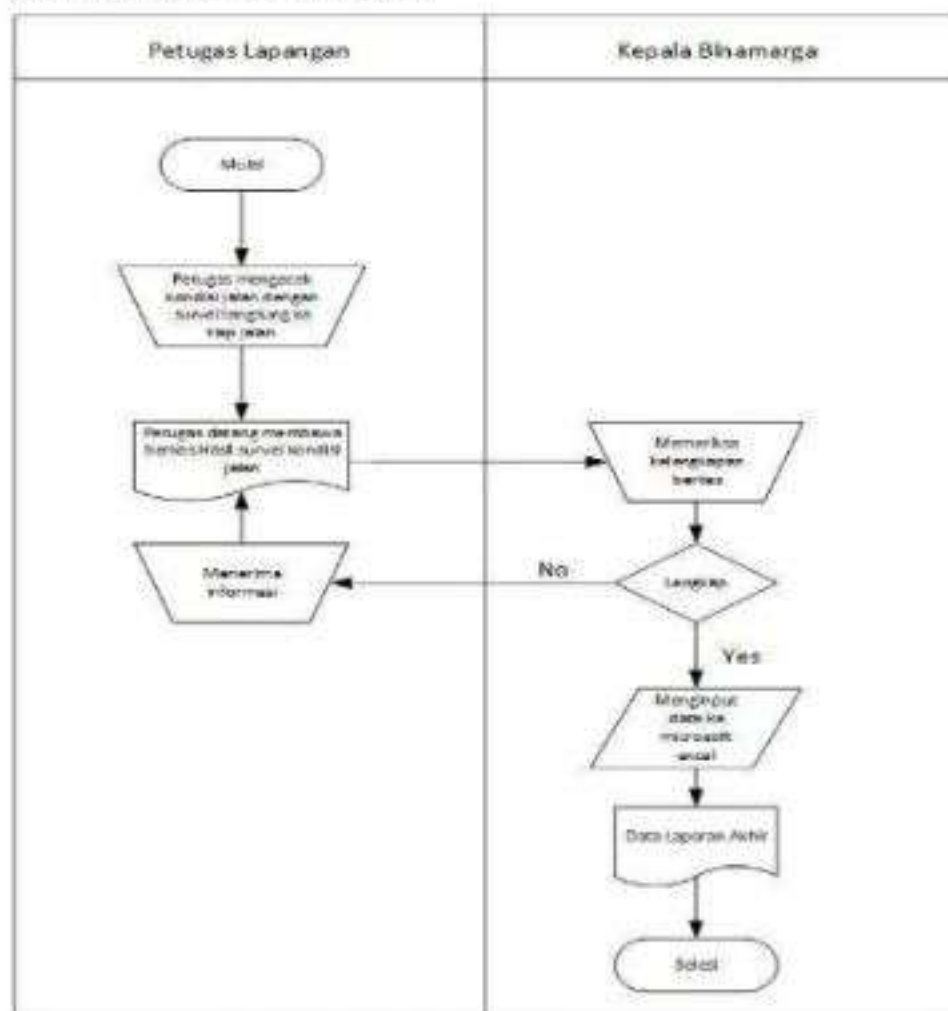 Petugas Lapangan
Kepala Binamarga
Mulai
Petugas mengecek
kondisi jalan dengan
survei langsung ke
tiap jalan
Petugas datang membawa
berkas Hasil survei kondisi
jalan
Memeriksa
kelengkapan
berkas
Menerima
informasi
No
Lengkap
Yes
Menginput
data ke
microsoft
excel
Data Laporan Akhir
Selesai